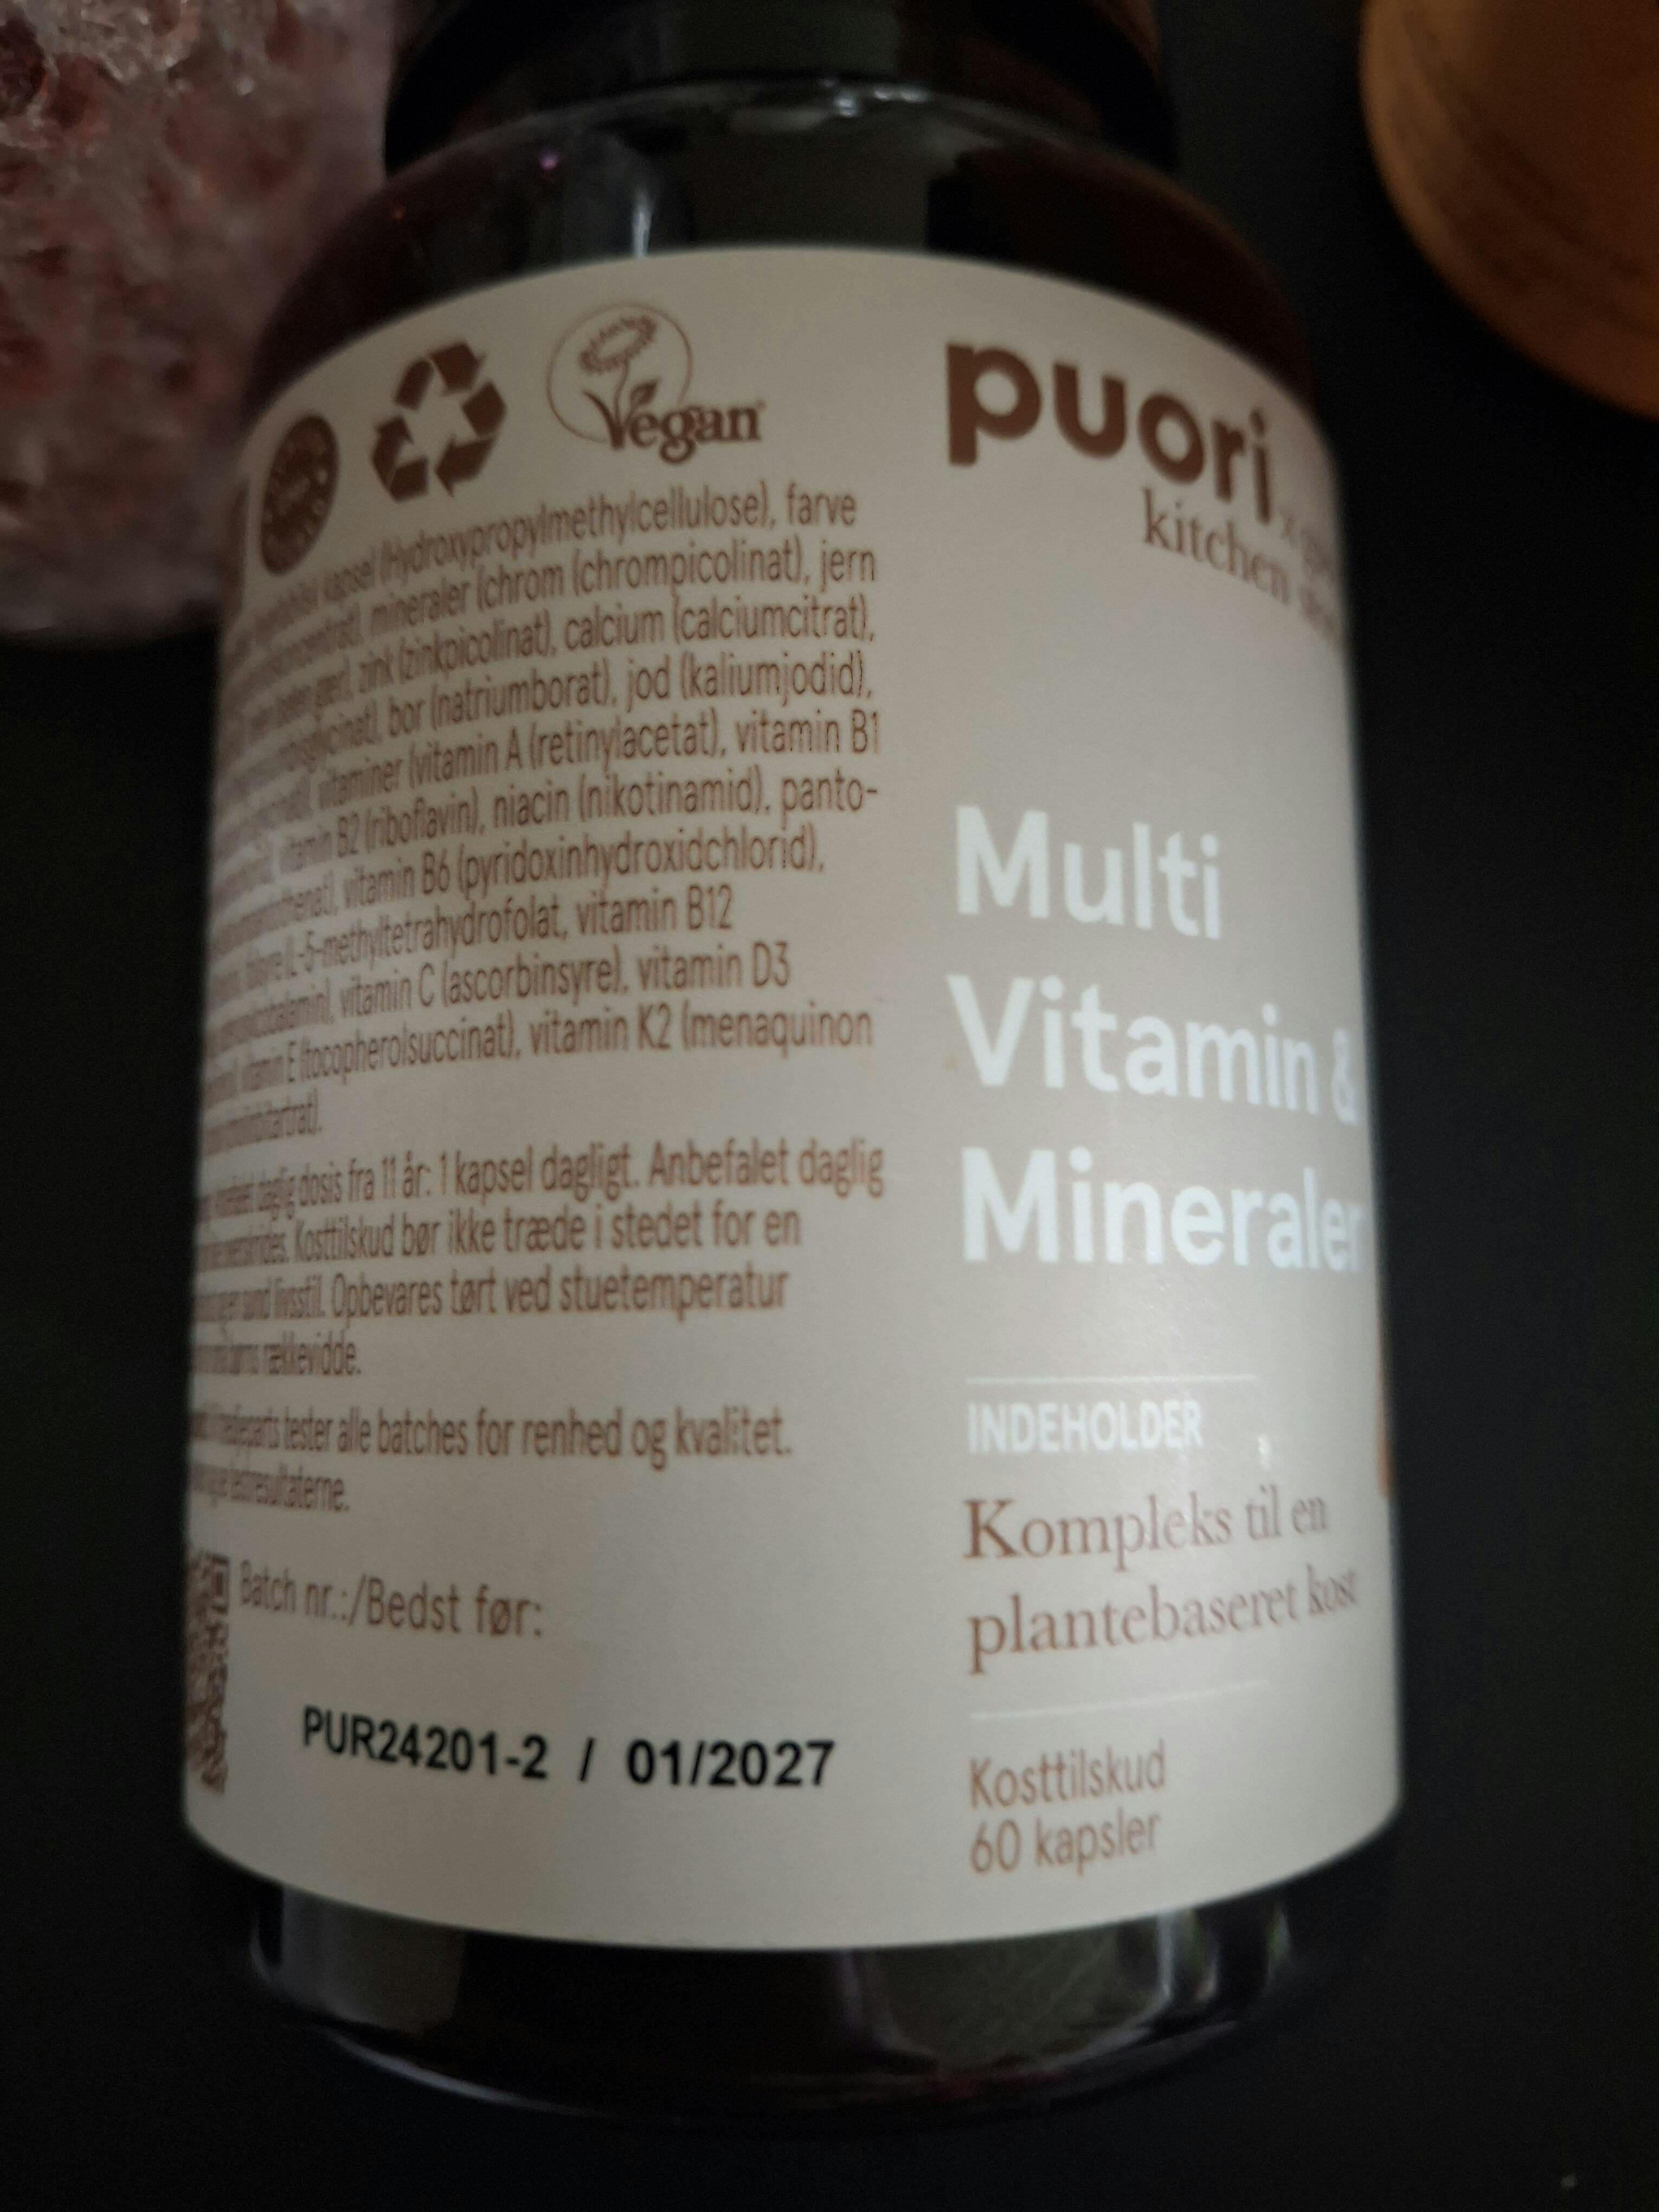 Vegan
kapsel (Hydroxypropylmethylcellulose), farve
mineraler (chrom (chrompicolinat), jern
zink (zinkpicolinat), calcium (calciumcitrat),
bor (natriumborat), jod (kaliumjodid),
vitaminer (vitamin A (retinylacetat), vitamin B1
vitamin B2 (riboflavin), niacin (nikotinamid), panto-
vitamin B6 (pyridoxinhydroxidchlorid),
(L-5-methyltetrahydrofolat, vitamin B12
vitamin C (ascorbinsyre), vitamin D3
vitamin E (tocopherolsuccinat), vitamin K2 (menaquinon
daglig dosis fra 11 år: 1 kapsel dagligt. Anbefalet daglig
Kosttilskud bør ikke træde i stedet for en
sund livsstil. Opbevares tørt ved stuetemperatur
rækkevidde.
tester alle batches for renhed og kvalitet.
testresultaterne.
Batch nr.:/Bedst før:
PUR24201-2 / 01/2027
puori
kitchen
Multi
Vitamin &
Mineraler
INDEHOLDER
Kompleks til en
plantebaseret kost
Kosttilskud
60 kapsler